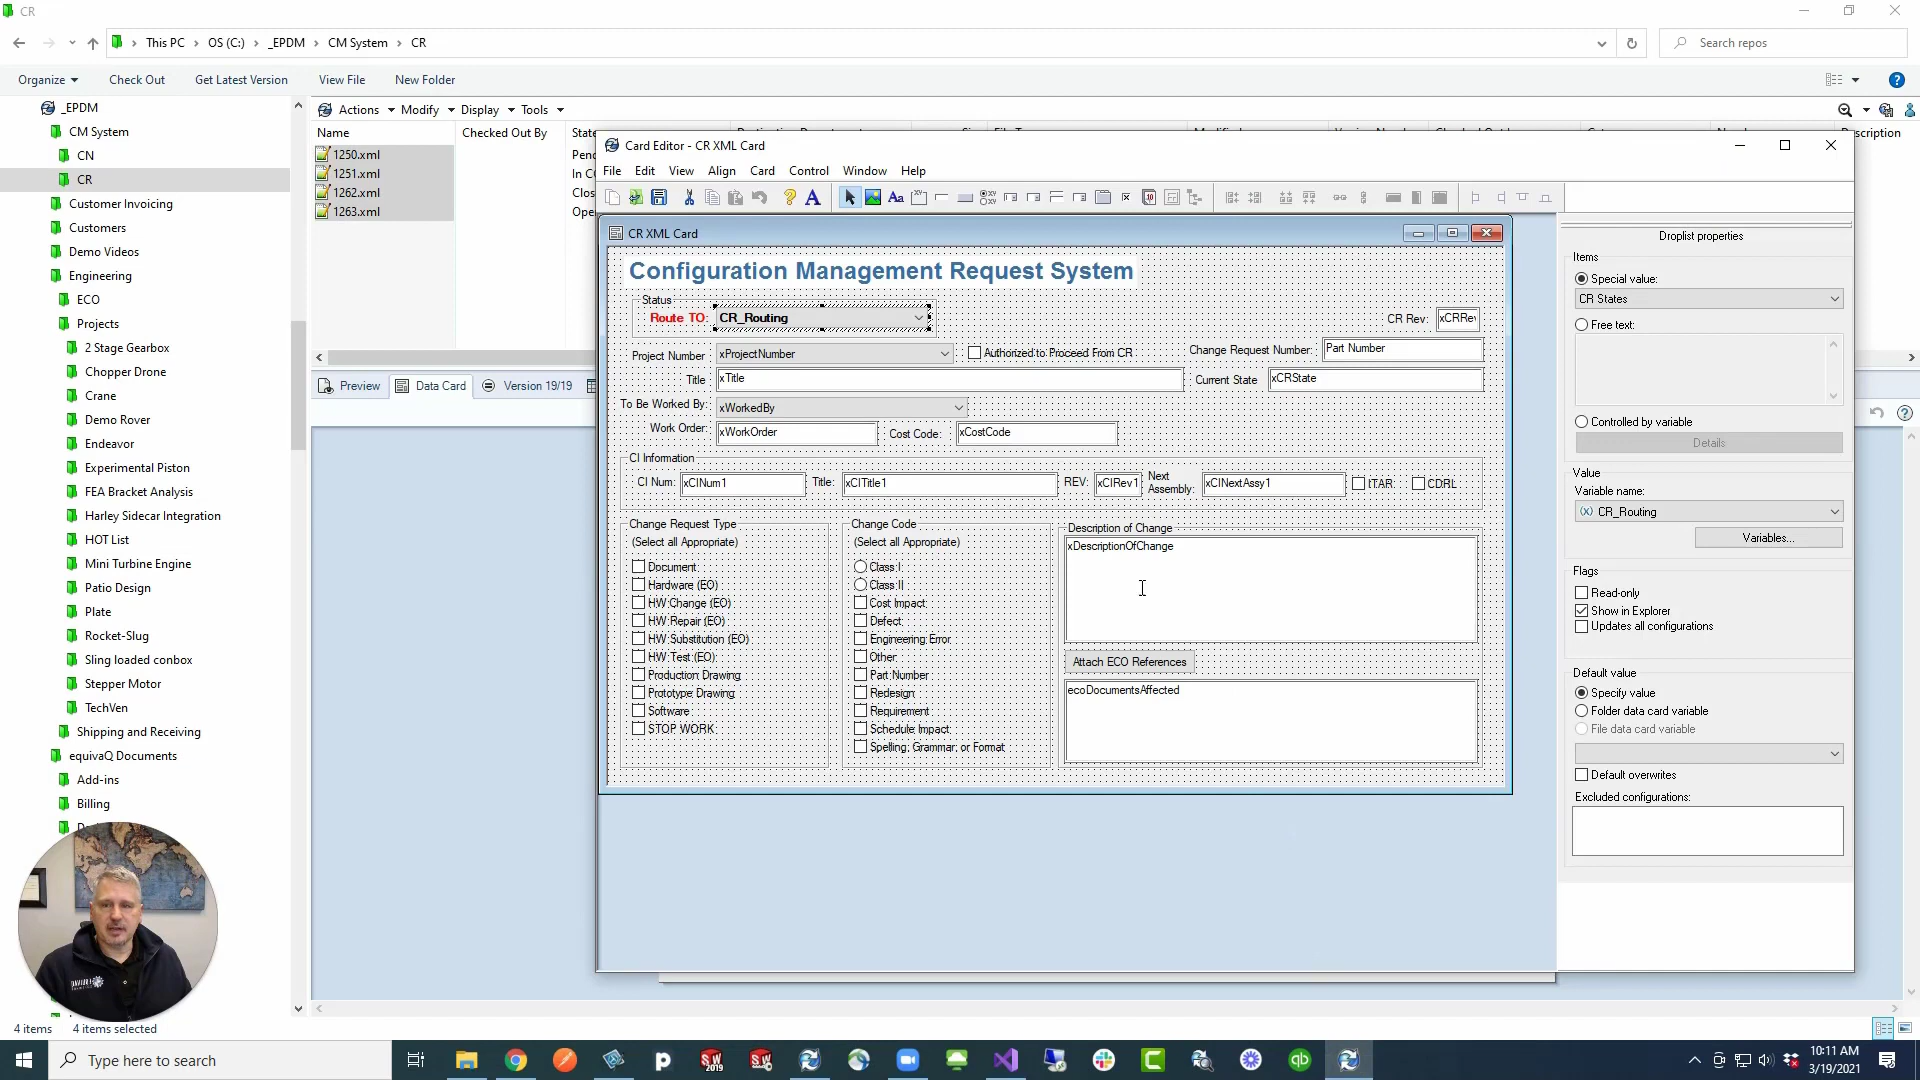 CR
This PC
OS (C:)
_EPDM
CM System
CR
Search repos
Organize
Check Out
Get Latest Version
View File
New Folder
_EPDM
CM System
CN
CR
Customer Invoicing
Customers
Demo Videos
Engineering
ECO
Projects
2 Stage Gearbox
Chopper Drone
Crane
Demo Rover
Endeavor
Experimental Piston
FEA Bracket Analysis
Harley Sidecar Integration
HOT List
Mini Turbine Engine
Patio Design
Plate
Rocket-Slug
Sling loaded conbox
Stepper Motor
TechVen
Shipping and Receiving
equivaQ Documents
Add-ins
Billing
Actions
Modify
Display
Tools
Name
Checked Out By
State
Description
1250.xml
Pend
1251.xml
In C
1262.xml
Clos
1263.xml
Ope
Preview
Data Card
Version 19/19
Card Editor - CR XML Card
File
Edit
View
Align
Card
Control
Window
Help
CR XML Card
Configuration Management Request System
Status
Route TO:
CR_Routing
CR Rev:
xCRRev
Project Number
xProjectNumber
Authorized to Proceed From CR
Change Request Number:
Part Number
Title
xTitle
Current State
xCRState
To Be Worked By:
xWorkedBy
Work Order:
xWorkOrder
Cost Code:
xCostCode
CI Information
CI Num:
xCINum1
Title:
xCITitle1
REV:
xCIRev1
Next
Assembly:
xCINextAssy1
ITAR
CDRL
Change Request Type
(Select all Appropriate)
Document
Hardware (EO)
HW Change (EO)
HW Repair (EO)
HW Substitution (EO)
HW Test (EO)
Production Drawing
Prototype Drawing
Software
STOP WORK
Change Code
(Select all Appropriate)
Class I
Class II
Cost Impact
Defect
Engineering Error
Other
Part Number
Redesign
Requirement
Schedule Impact
Spelling, Grammar, or Format
Description of Change
xDescriptionOfChange
Attach ECO References
ecoDocumentsAffected
Droplist properties
Items
Special value:
CR States
Free text:
Controlled by variable
Details
Value
Variable name:
(x) CR_Routing
Variables...
Flags
Read-only
Show in Explorer
Updates all configurations
Default value
Specify value
Folder data card variable
File data card variable
Default overwrites
Excluded configurations:
4 items
4 items selected
Type here to search
10:11 AM
3/19/2021